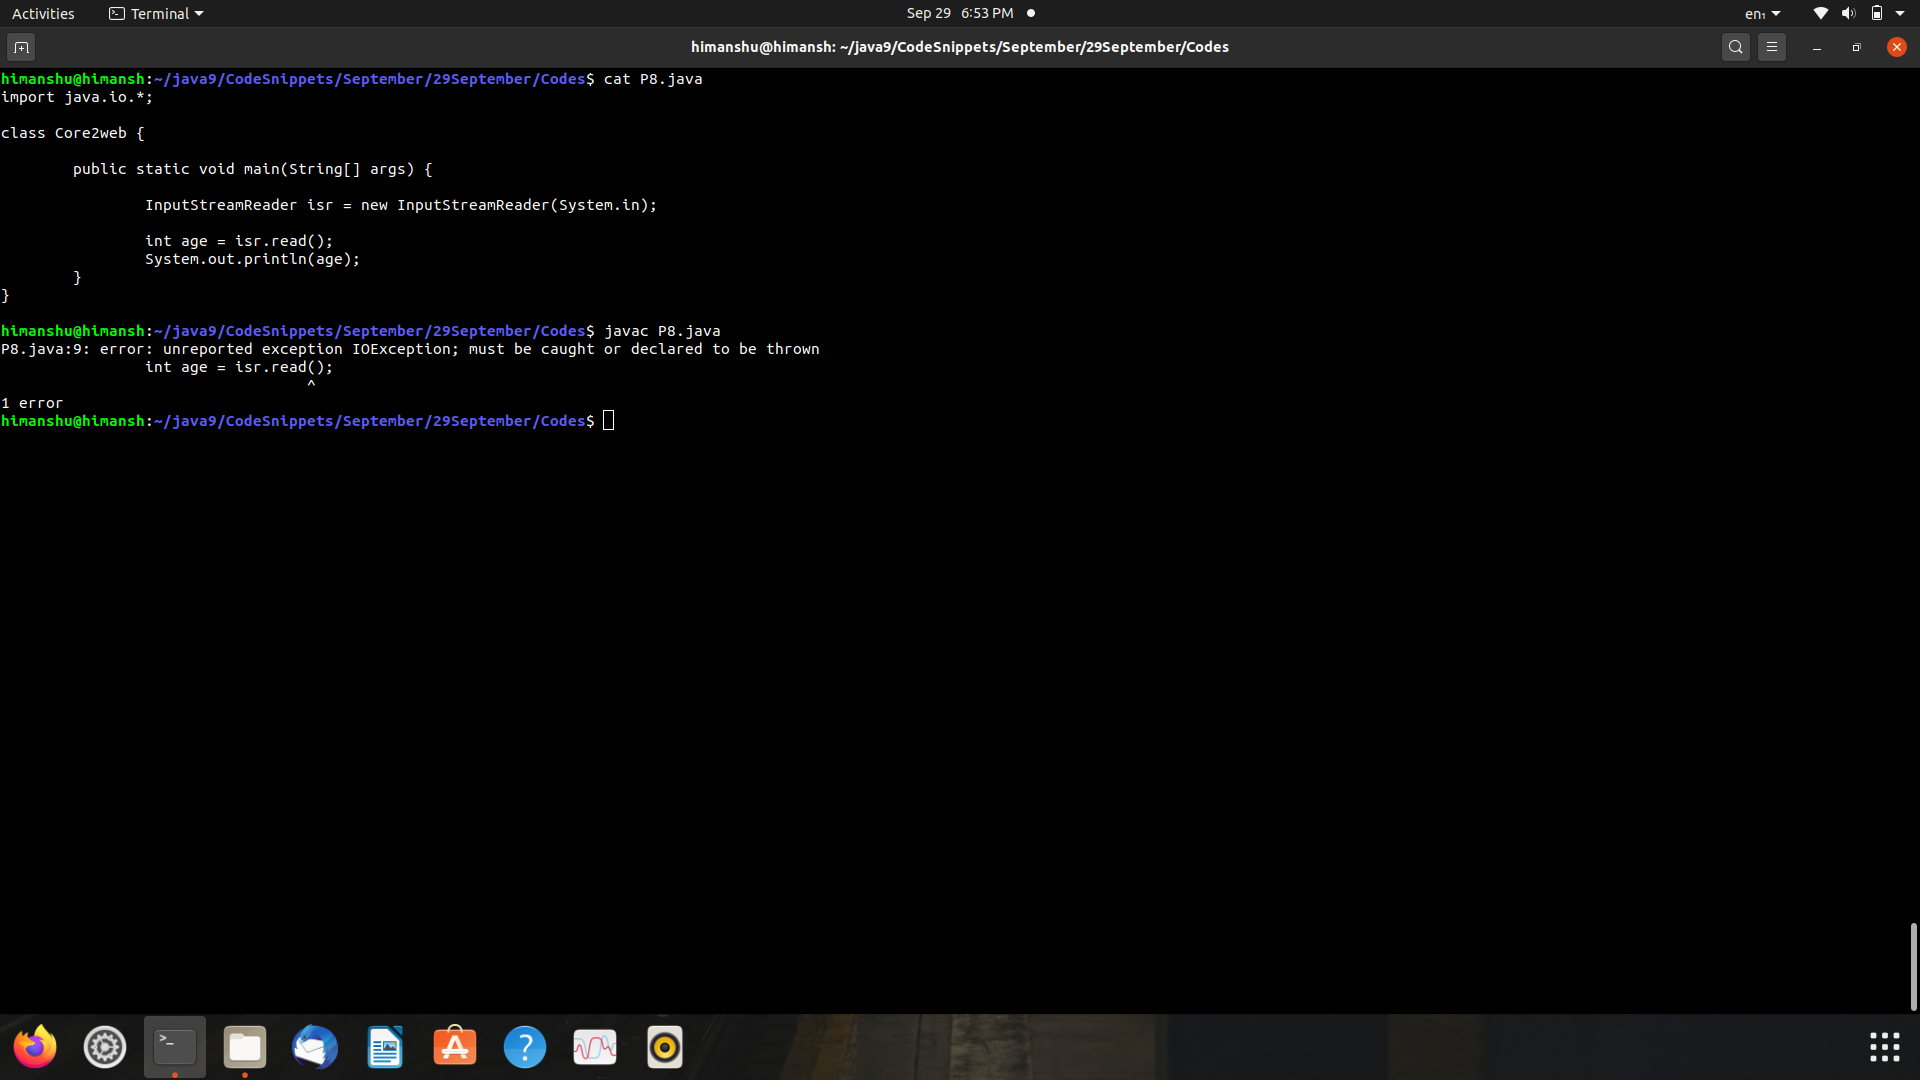 Activities
Terminal
Sep 29 6:53 PM
en₁
himanshu@himansh: ~/java9/CodeSnippets/September/29September/Codes
himanshu@himansh:~/java9/CodeSnippets/September/29September/Codes$ cat P8.java
import java.io.*;
class Core2web {
public static void main(String[] args) {
InputStreamReader isr = new InputStreamReader(System.in);
int age = isr.read();
System.out.println(age);
}
}
himanshu@himansh:~/java9/CodeSnippets/September/29September/Codes$ javac P8.java
P8.java:9: error: unreported exception IOException; must be caught or declared to be thrown
int age = isr.read();
^
1 error
himanshu@himansh:~/java9/CodeSnippets/September/29September/Codes$